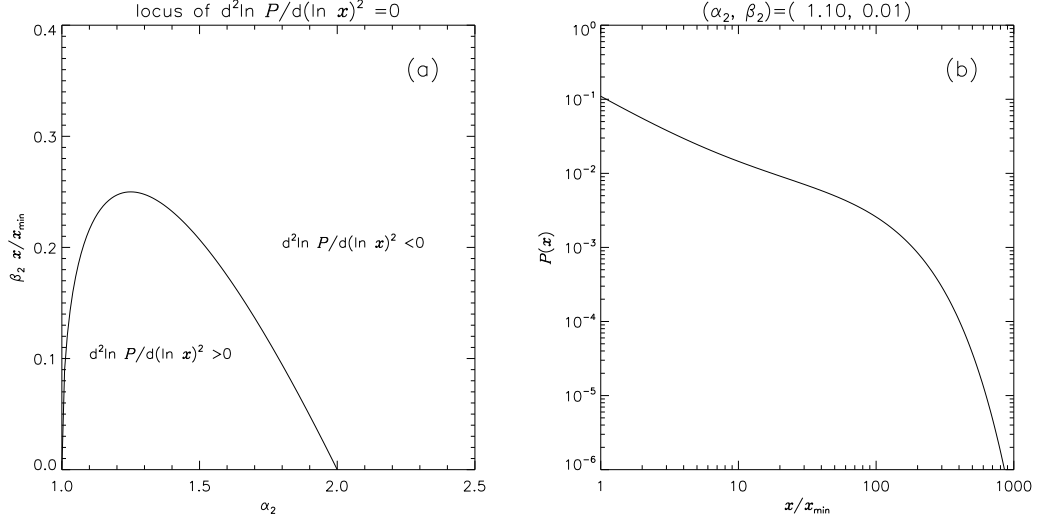 locus of d²ln P/d(ln x)² =0
(a)
0.4
0.3
0.2
0.1
0.0
β₂ x/xₘᵢₙ
d²ln P/d(ln x)² <0
d²ln P/d(ln x)² >0
1.0 1.5 2.0 2.5
α₂
(α₂, β₂)=( 1.10, 0.01)
(b)
10⁰
10⁻¹
10⁻²
10⁻³
10⁻⁴
10⁻⁵
10⁻⁶
P(x)
1 10 100 1000
x/xₘᵢₙ